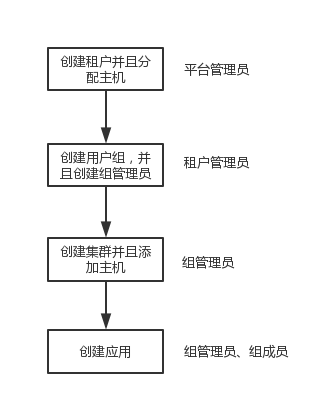 创建租户并且分
配主机
平台管理员
创建用户组，并
且创建组管理员
租户管理员
创建集群并且添
加主机
组管理员
创建应用
组管理员、组成员